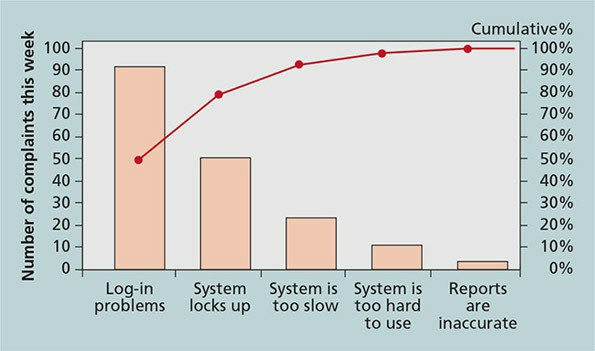 Cumulative%
Number of complaints this week
100
90
80
70
60
50
40
30
20
10
0
100%
90%
80%
70%
60%
50%
40%
30%
20%
10%
0%
Log-in
problems
System
locks up
System is
too slow
System is
too hard
to use
Reports
are
inaccurate